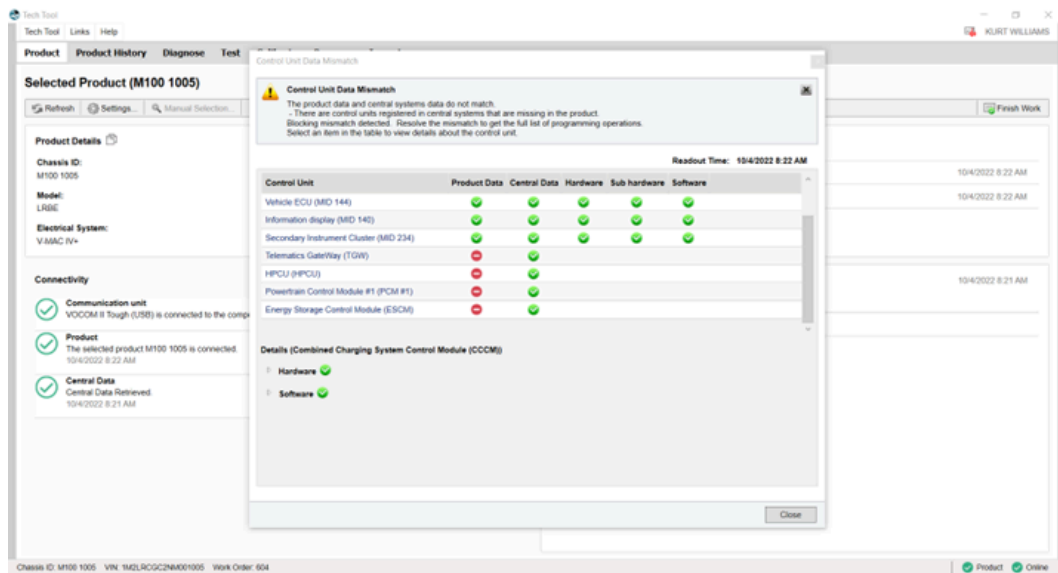 Tech Tool
Tech Tool Links Help
KURT WILLIAMS
Product Product History Diagnose Test
Selected Product (M100 1005)
Refresh Settings... Manual Selection...
Finish Work
Product Details
Chassis ID:
M100 1005
Model:
LRBE
Electrical System:
V-MAC IV+
Connectivity
Communication unit
VOCOM II Tough (USB) is connected to the comp
Product
The selected product M100 1005 is connected.
10/4/2022 8:22 AM
Central Data
Central Data Retrieved.
10/4/2022 8:21 AM
Control Unit Data Mismatch
Control Unit Data Mismatch
The product data and central systems data do not match.
- There are control units registered in central systems that are missing in the product.
Blocking mismatch detected. Resolve the mismatch to get the full list of programming operations.
Select an item in the table to view details about the control unit.
Readout Time: 10/4/2022 8:22 AM
Control Unit Product Data Central Data Hardware Sub hardware Software
Vehicle ECU (MID 144)
Information display (MID 140)
Secondary Instrument Cluster (MID 234)
Telematics GateWay (TGW)
HPCU (HPCU)
Powertrain Control Module #1 (PCM #1)
Energy Storage Control Module (ESCM)
Details (Combined Charging System Control Module (CCCM))
Hardware
Software
Close
10/4/2022 8:22 AM
10/4/2022 8:22 AM
10/4/2022 8:21 AM
Chassis ID: M100 1005 VIN: 1M2LRCGC2NM001005 Work Order: 604
Product Online